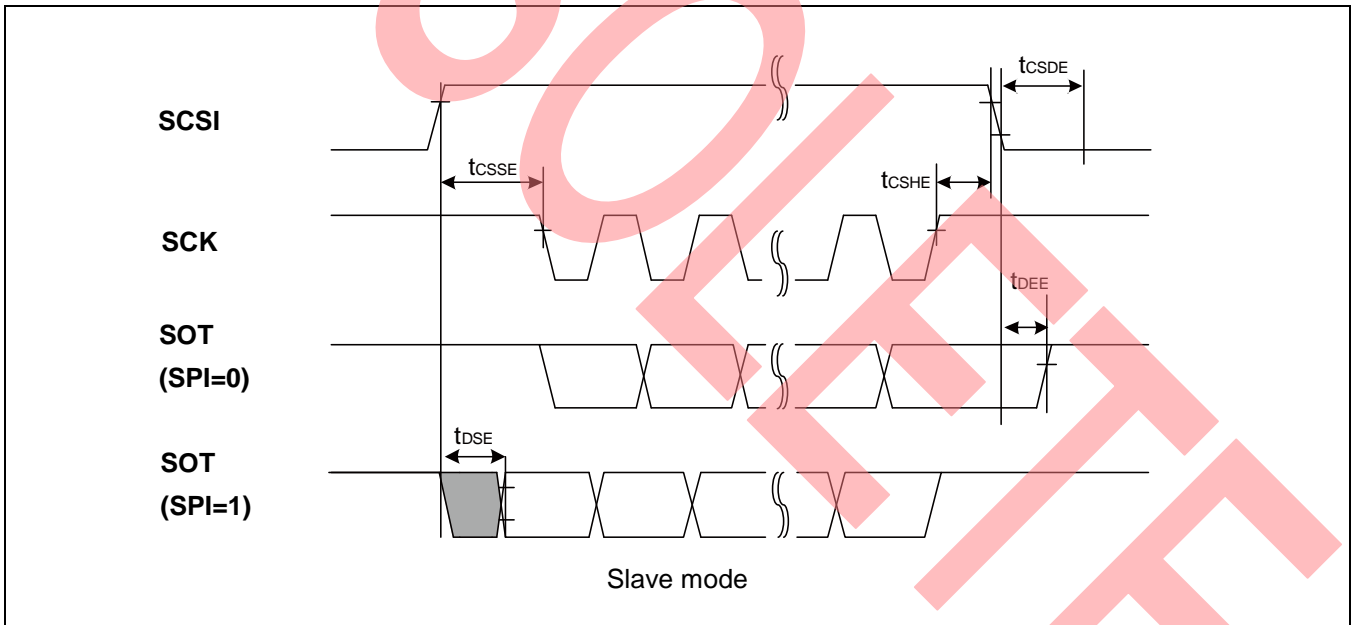 tCSDE
SCSI
tCSSE
tCSHE
SCK
tDEE
SOT
(SPI=0)
tDSE
SOT
(SPI=1)
Slave mode